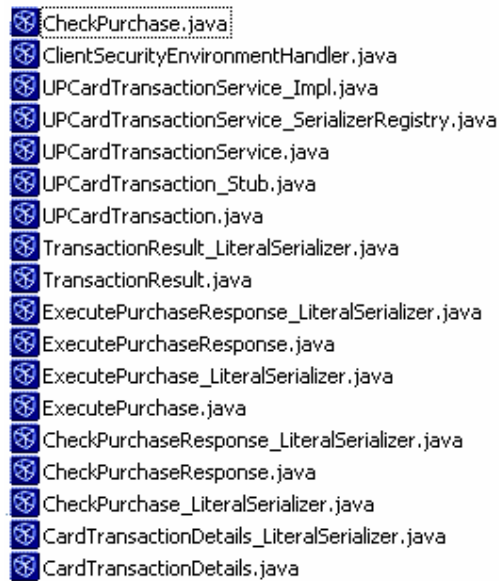 CheckPurchase.java
ClientSecurityEnvironmentHandler.java
UPCardTransactionService_Impl.java
UPCardTransactionService_SerializerRegistry.java
UPCardTransactionService.java
UPCardTransaction_Stub.java
UPCardTransaction.java
TransactionResult_LiteralSerializer.java
TransactionResult.java
ExecutePurchaseResponse_LiteralSerializer.java
ExecutePurchaseResponse.java
ExecutePurchase_LiteralSerializer.java
ExecutePurchase.java
CheckPurchaseResponse_LiteralSerializer.java
CheckPurchaseResponse.java
CheckPurchase_LiteralSerializer.java
CardTransactionDetails_LiteralSerializer.java
CardTransactionDetails.java